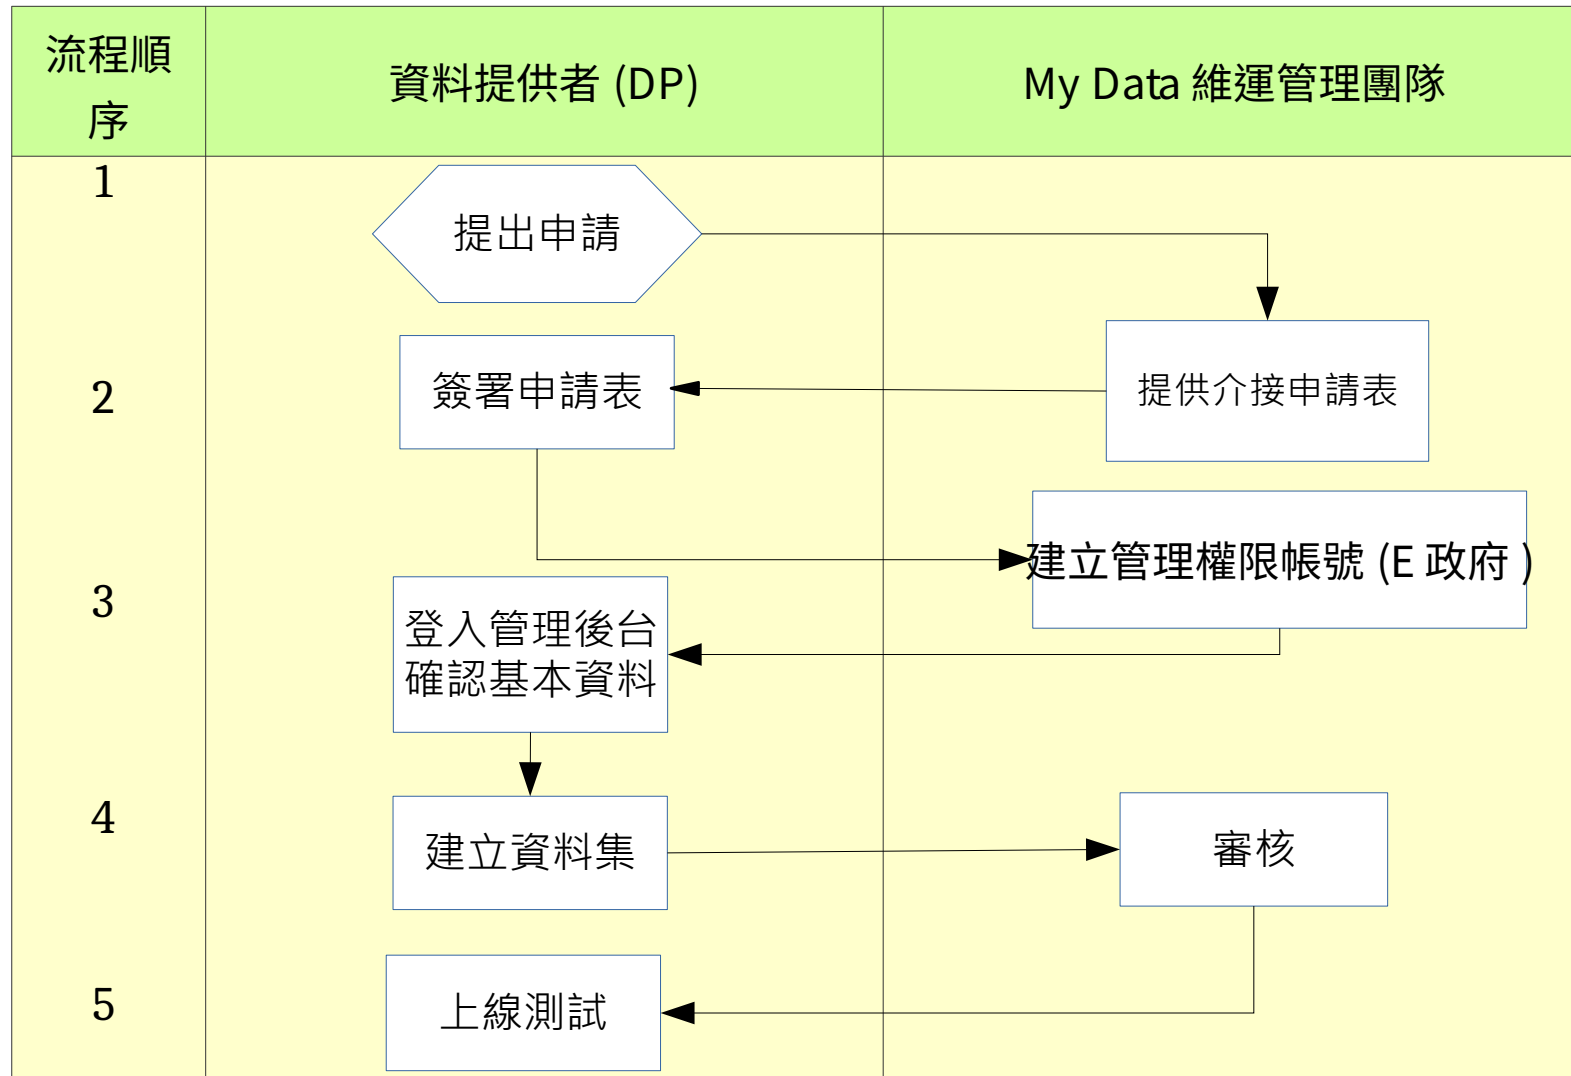 流程順
序
資料提供者 (DP)
My Data 維運管理團隊
1
提出申請
2
簽署申請表
提供介接申請表
建立管理權限帳號 (E 政府 )
3
登入管理後台
確認基本資料
4
建立資料集
審核
5
上線測試